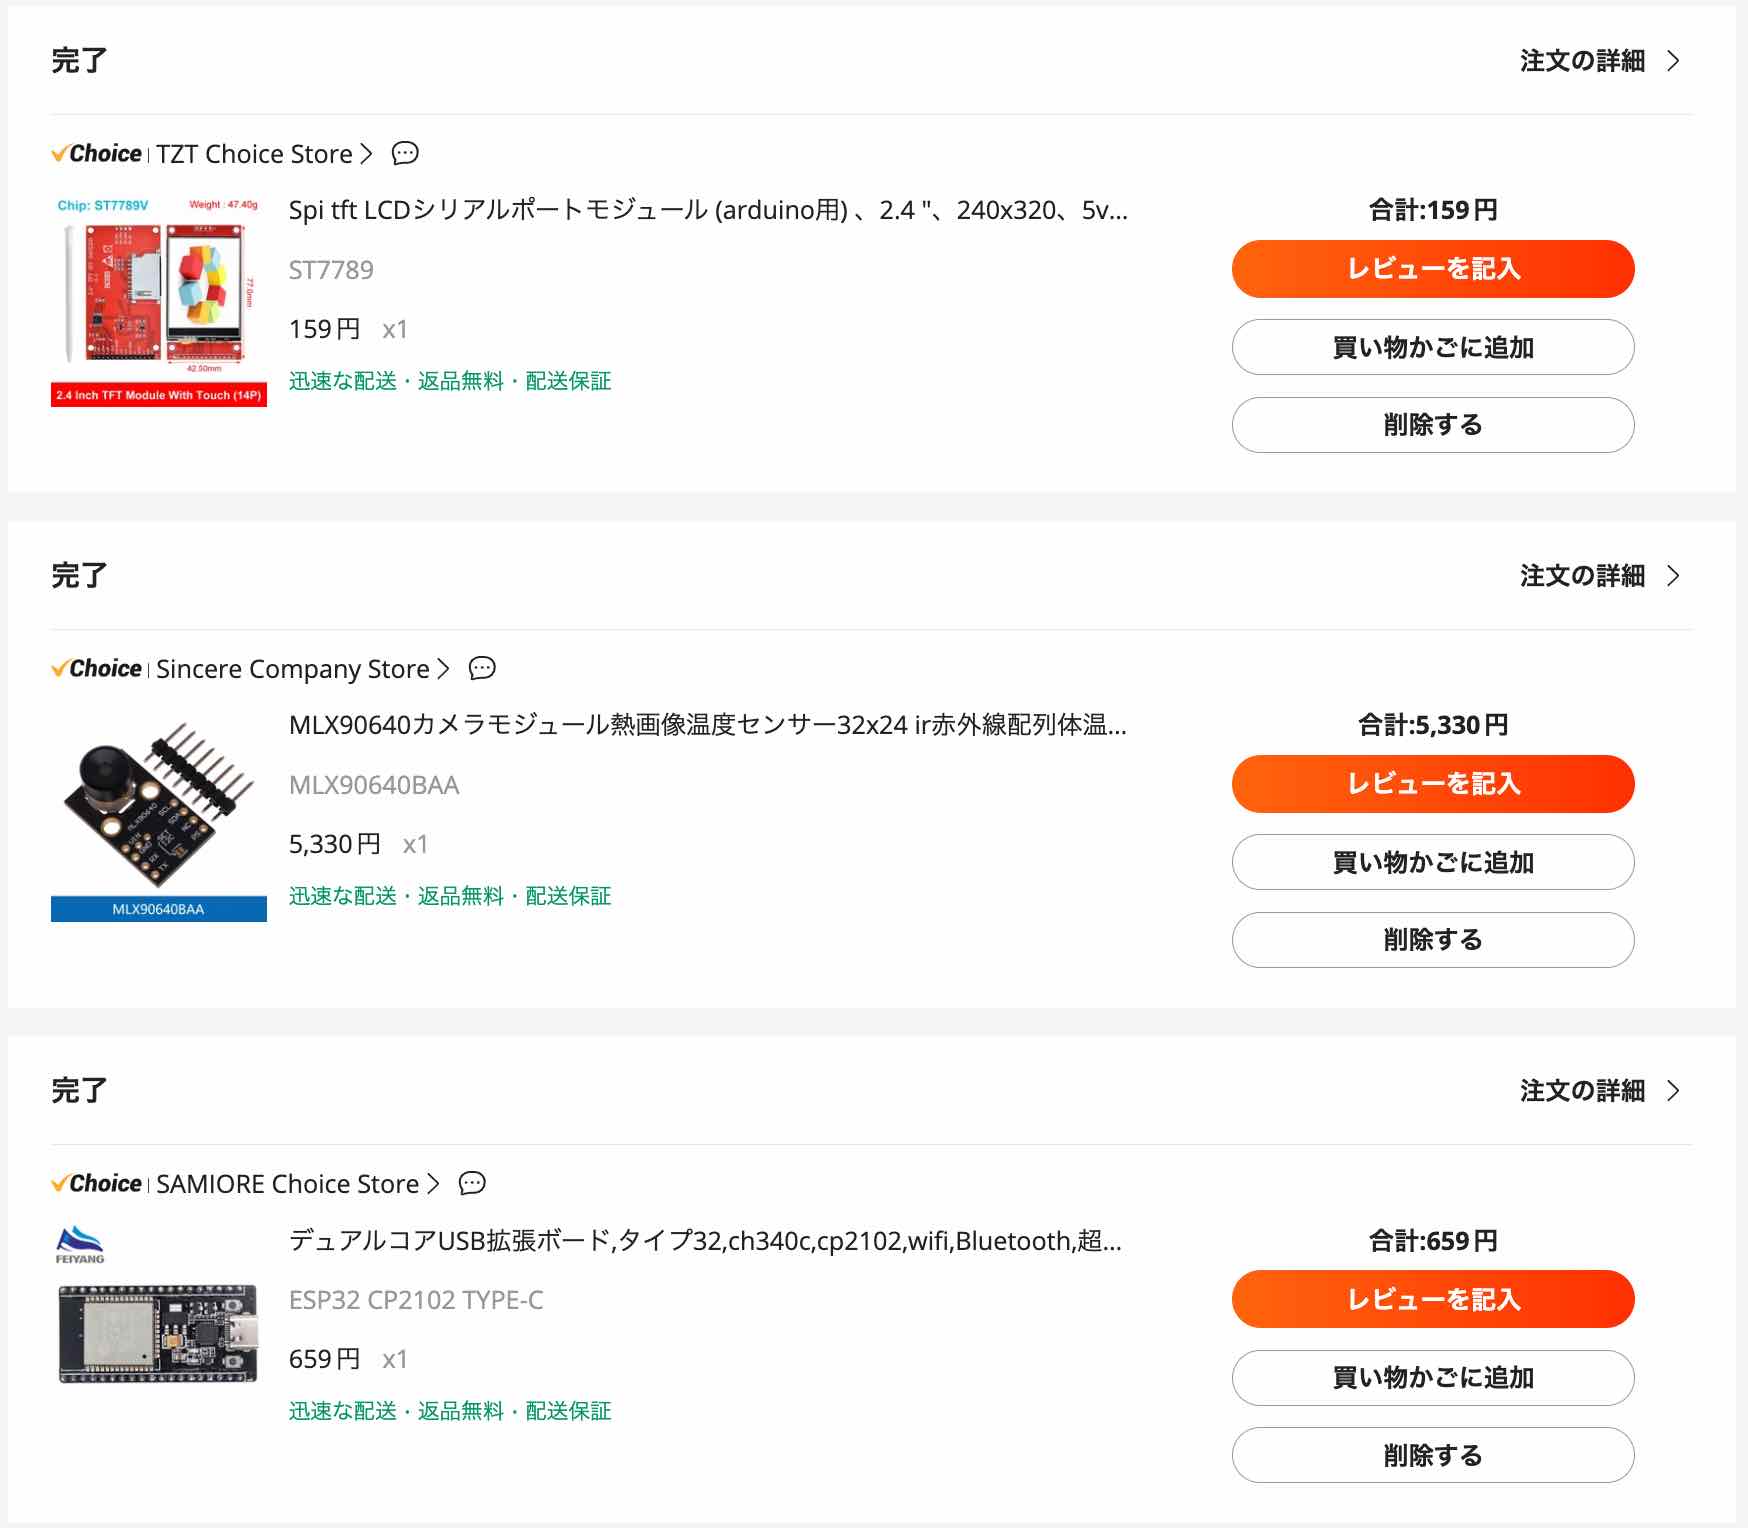 完了
注文の詳細
Choice TZT Choice Store
Chip: ST7789V
Weight : 47.40g
77.0mm
42.50mm
2.4 Inch TFT Module With Touch (14P)
Spi tft LCDシリアルポートモジュール (arduino用) 、2.4 "、240x320、5v...
ST7789
159円 x1
迅速な配送・返品無料・配送保証
合計:159円
レビューを記入
買い物かごに追加
削除する
完了
注文の詳細
Choice Sincere Company Store
MLX90640
MLX90640BAA
MLX90640カメラモジュール熱画像温度センサー32x24 ir赤外線配列体温...
MLX90640BAA
5,330円 x1
迅速な配送・返品無料・配送保証
合計:5,330円
レビューを記入
買い物かごに追加
削除する
完了
注文の詳細
Choice SAMIORE Choice Store
FEIYANG
デュアルコアUSB拡張ボード,タイプ32,ch340c,cp2102,wifi,Bluetooth,超...
ESP32 CP2102 TYPE-C
659円 x1
迅速な配送・返品無料・配送保証
合計:659円
レビューを記入
買い物かごに追加
削除する